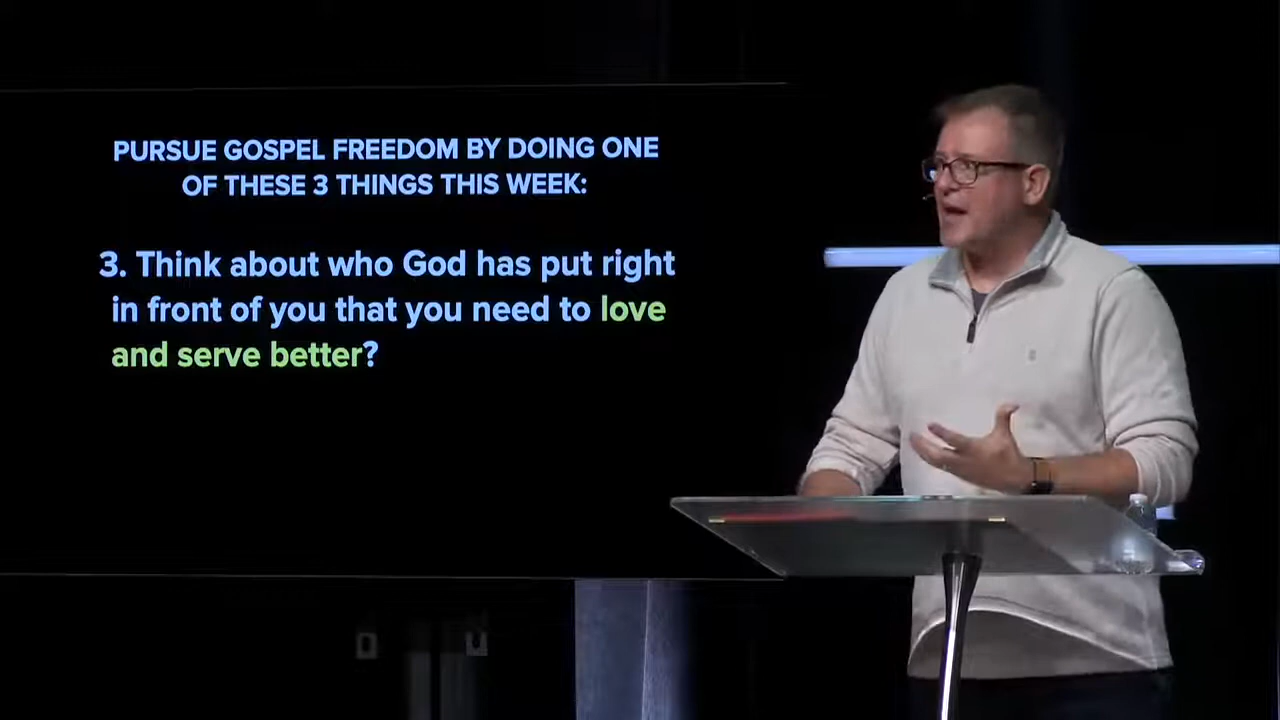 PURSUE GOSPEL FREEDOM BY DOING ONE
OF THESE 3 THINGS THIS WEEK:
3. Think about who God has put right
in front of you that you need to love
and serve better?